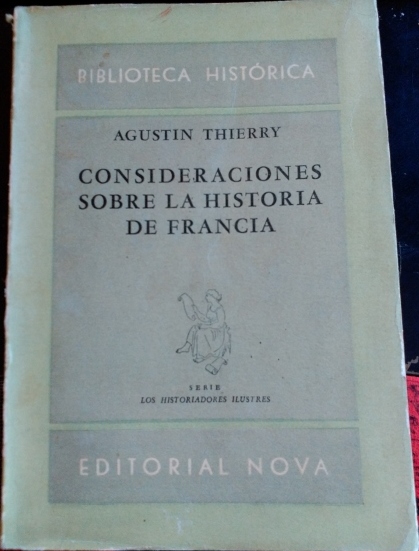 BIBLIOTECA HISTÓRICA
AGUSTIN THIERRY
CONSIDERACIONES
SOBRE LA HISTORIA
DE FRANCIA
SERIE
LOS HISTORIADORES ILUSTRES
EDITORIAL NOVA